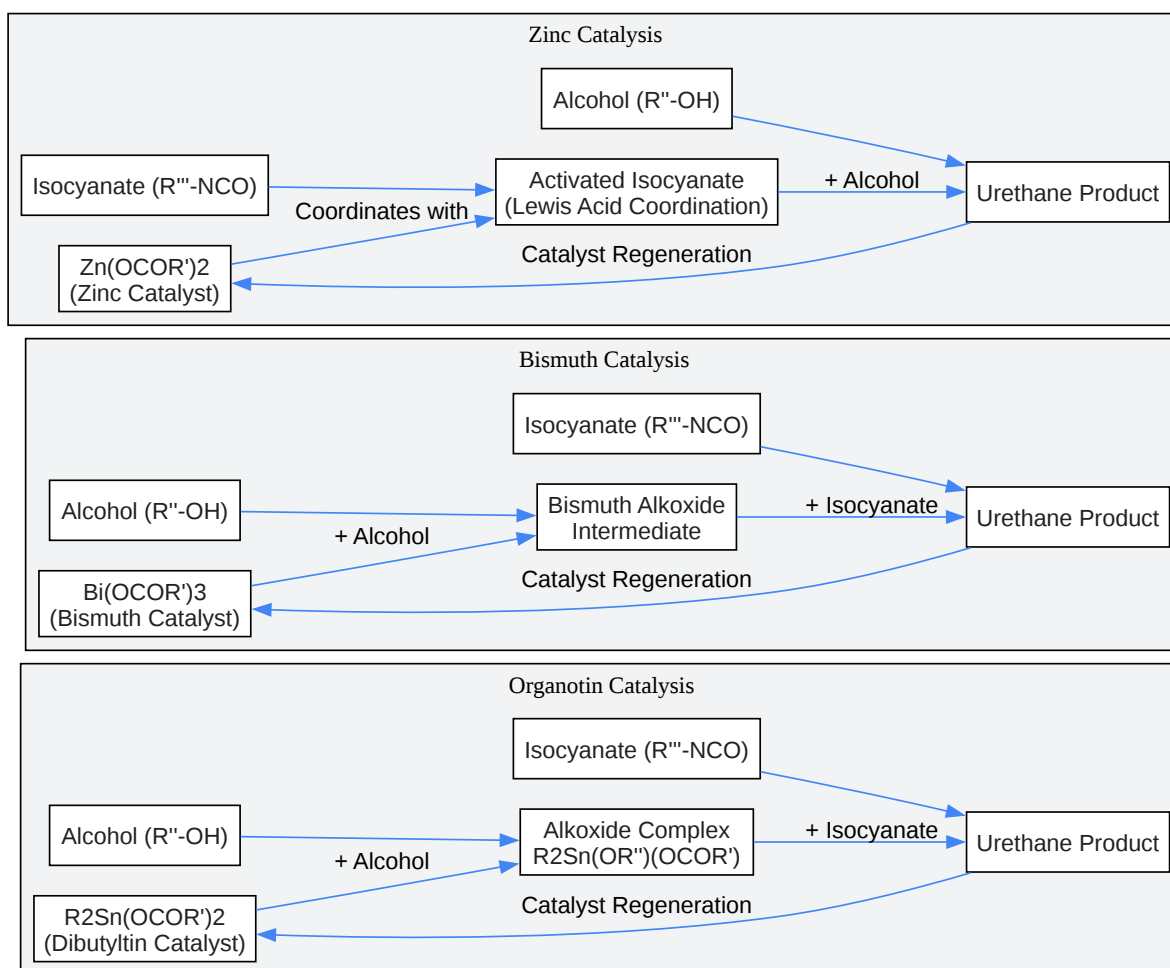 Zinc Catalysis
Alcohol (R"-OH)
Isocyanate (R"'-NCO)
Activated Isocyanate
(Lewis Acid Coordination)
+ Alcohol
Urethane Product
Coordinates with
Zn(OCOR')2
(Zinc Catalyst)
Catalyst Regeneration
Bismuth Catalysis
Isocyanate (R"'-NCO)
Alcohol (R"-OH)
Bismuth Alkoxide
Intermediate
+ Isocyanate
Urethane Product
+ Alcohol
Bi(OCOR')3
(Bismuth Catalyst)
Catalyst Regeneration
Organotin Catalysis
Isocyanate (R"'-NCO)
Alcohol (R"-OH)
Alkoxide Complex
R2Sn(OR")(OCOR')
+ Isocyanate
Urethane Product
+ Alcohol
R2Sn(OCOR')2
(Dibutyltin Catalyst)
Catalyst Regeneration